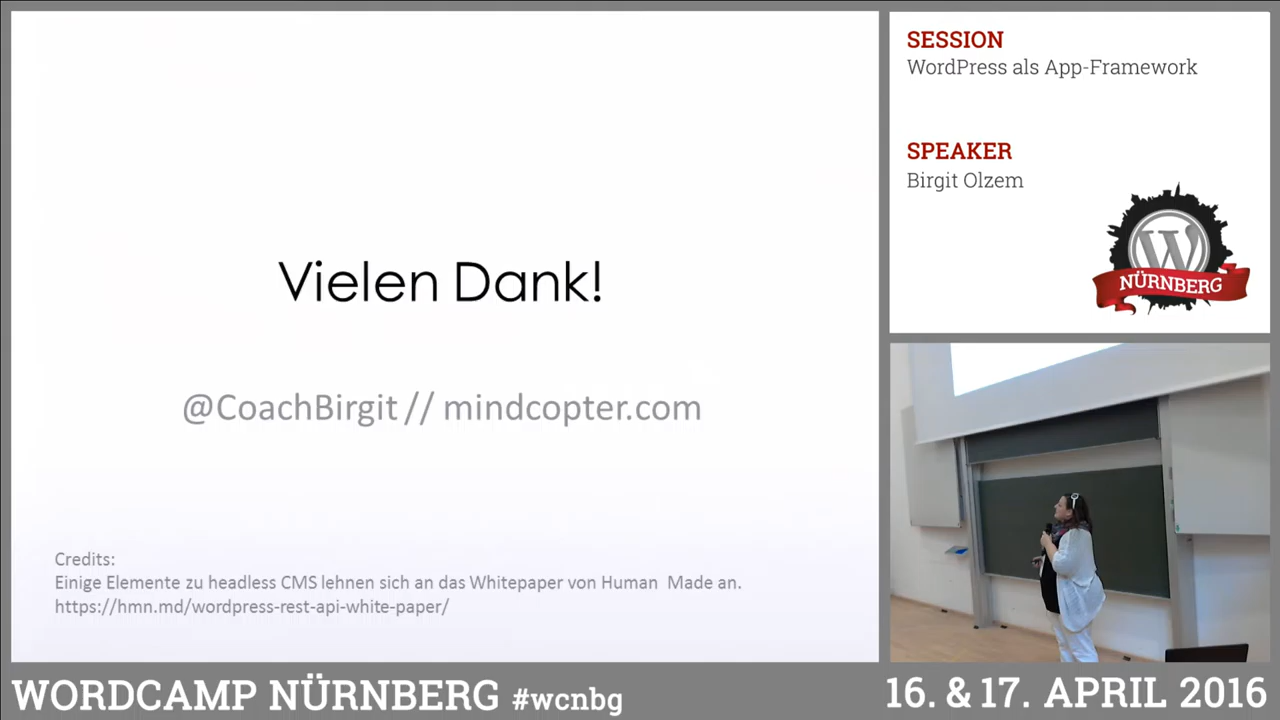 Vielen Dank!
@CoachBirgit // mindcopter.com
Credits:
Einige Elemente zu headless CMS lehnen sich an das Whitepaper von Human Made an.
https://hmn.md/wordpress-rest-api-white-paper/
SESSION
WordPress als App-Framework
SPEAKER
Birgit Olzem
W
NÜRNBERG
WORDCAMP NÜRNBERG #wcnbg
16. & 17. APRIL 2016